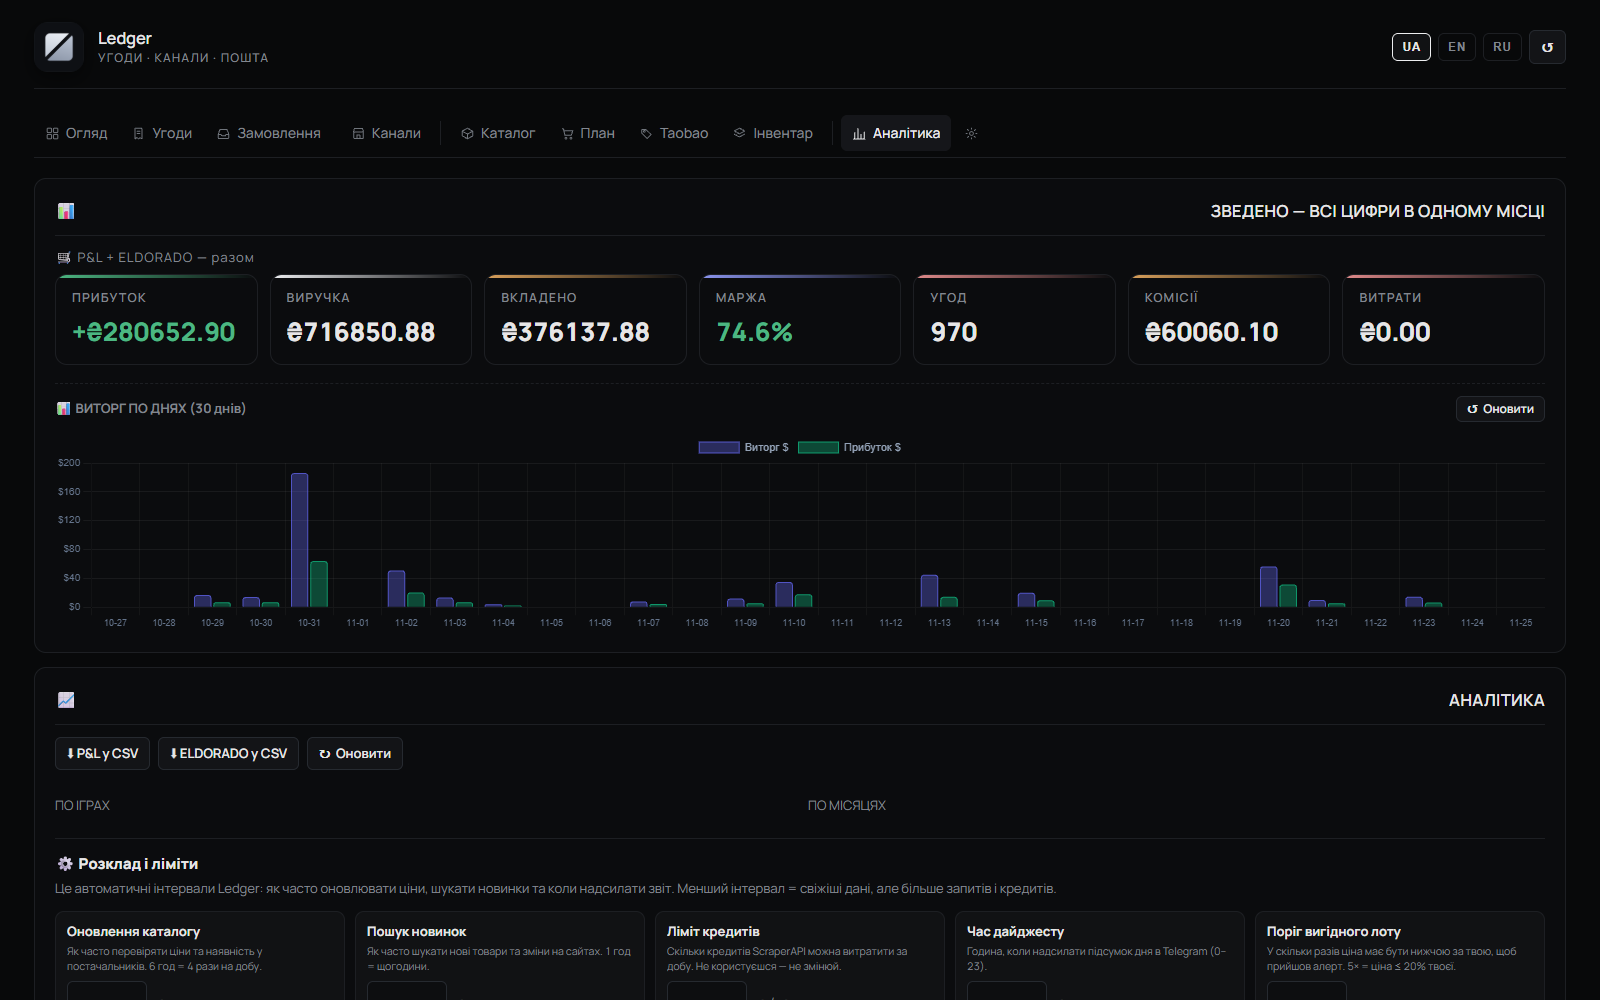 Ledger
УГОДИ · КАНАЛИ · ПОШТА
UA EN RU
Огляд Угоди Замовлення Канали Каталог План Taobao Інвентар Аналітика
ЗВЕДЕНО — ВСІ ЦИФРИ В ОДНОМУ МІСЦІ
P&L + ELDORADO — разом
ПРИБУТОК ВИРУЧКА ВКЛАДЕНО МАРЖА УГОД КОМІСІЇ ВИТРАТИ
+₴280652.90 ₴716850.88 ₴376137.88 74.6% 970 ₴60060.10 ₴0.00
ВИТОРГ ПО ДНЯХ (30 днів)
↺ Оновити
Виторг $ Прибуток $
$200
$160
$120
$80
$40
$0
10-27 10-28 10-29 10-30 10-31 11-01 11-02 11-03 11-04 11-05 11-06 11-07 11-08 11-09 11-10 11-11 11-12 11-13 11-14 11-15 11-16 11-17 11-18 11-19 11-20 11-21 11-22 11-23 11-24 11-25
АНАЛІТИКА
⬇ P&L у CSV ⬇ ELDORADO у CSV ↻ Оновити
ПО ІГРАХ ПО МІСЯЦЯХ
Розклад і ліміти
Це автоматичні інтервали Ledger: як часто оновлювати ціни, шукати новинки та коли надсилати звіт. Менший інтервал = свіжіші дані, але більше запитів і кредитів.
Оновлення каталогу
Як часто перевіряти ціни та наявність у
постачальників. 6 год = 4 рази на добу.
Пошук новинок
Як часто шукати нові товари та зміни на сайтах. 1 год
= щогодини.
Ліміт кредитів
Скільки кредитів ScraperAPI можна витратити за
добу. Не користуєшся — не змінюй.
Час дайджесту
Година, коли надсилати підсумок дня в Telegram (0–
23).
Поріг вигідного лоту
У скільки разів ціна має бути нижчою за твою, щоб
прийшов алерт. 5× = ціна ≤ 20% твоєї.